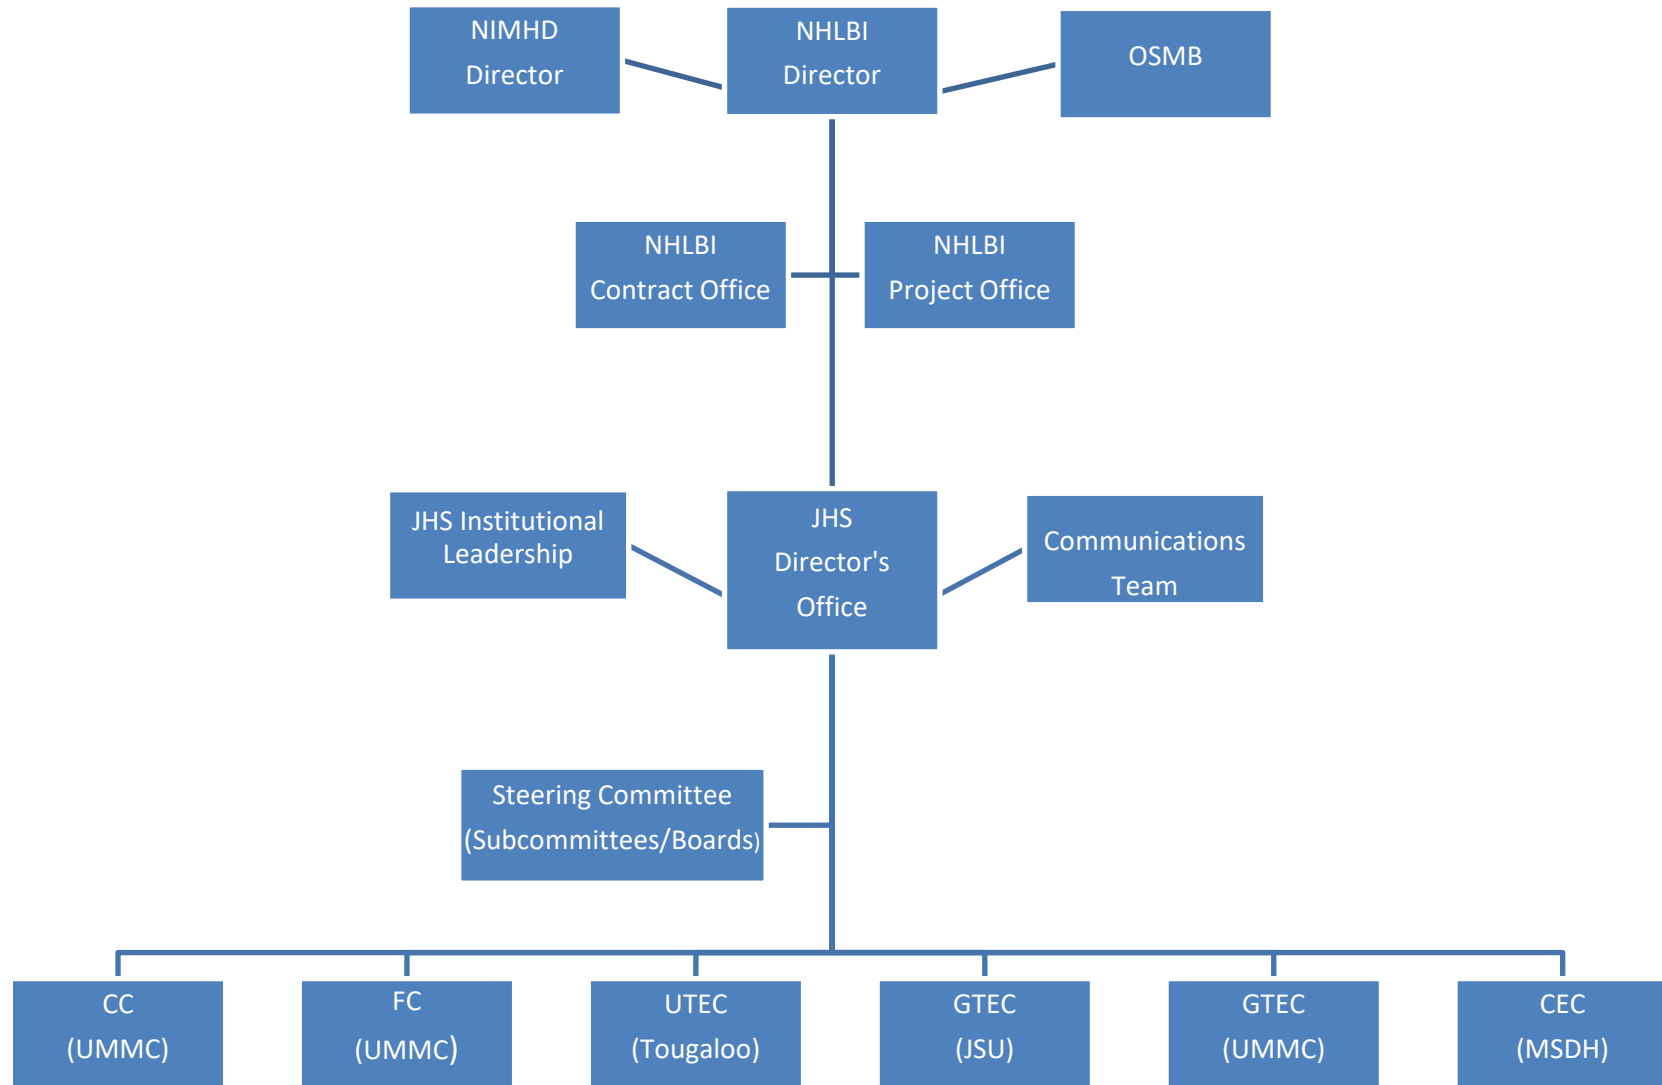 NIMHD
Director
NHLBI
Director
OSMB
NHLBI
Contract Office
NHLBI
Project Office
JHS Institutional
Leadership
JHS
Director's
Office
Communications
Team
Steering Committee
(Subcommittees/Boards)
CC
(UMMC)
FC
(UMMC)
UTEC
(Tougaloo)
GTEC
(JSU)
GTEC
(UMMC)
CEC
(MSDH)